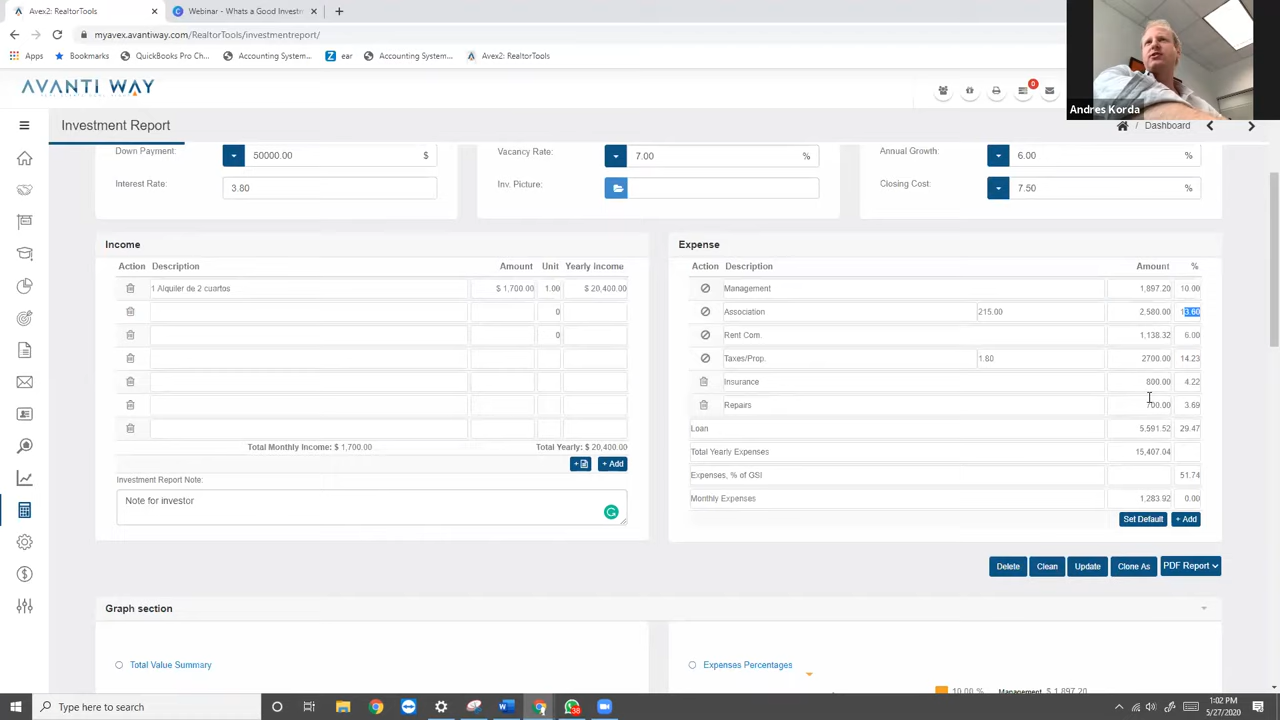 Avex2: RealtorTools
Webinar - Whats a Good Investm
myavex.avantiway.com/RealtorTools/investmentreport/
Apps
Bookmarks
QuickBooks Pro Ch...
Accounting System...
ear
Accounting System...
Avex2: RealtorTools
AVANTI WAY
0
Andres Korda
Investment Report
/ Dashboard
Down Payment: 50000.00 $
Interest Rate: 3.80
Vacancy Rate: 7.00 %
Inv. Picture:
Annual Growth: 6.00 %
Closing Cost: 7.50 %
Income
Action Description Amount Unit Yearly income
1 Alquiler de 2 cuartos $ 1,700.00 1.00 $ 20,400.00
0
0
Total Monthly Income: $ 1,700.00 Total Yearly: $ 20,400.00
+ + Add
Investment Report Note:
Note for investor
Expense
Action Description Amount %
Management 1,897.20 10.00
Association 215.00 2,580.00 13.60
Rent Com. 1,138.32 6.00
Taxes/Prop. 1.80 2700.00 14.23
Insurance 800.00 4.22
Repairs 700.00 3.69
Loan 5,591.52 29.47
Total Yearly Expenses 15,407.04
Expenses, % of GSI 51.74
Monthly Expenses 1,283.92 0.00
Set Default + Add
Delete Clean Update Clone As PDF Report
Graph section
Total Value Summary
Expenses Percentages
10.00 % Management $ 1,897.20
Type here to search
38
1:02 PM
5/27/2020